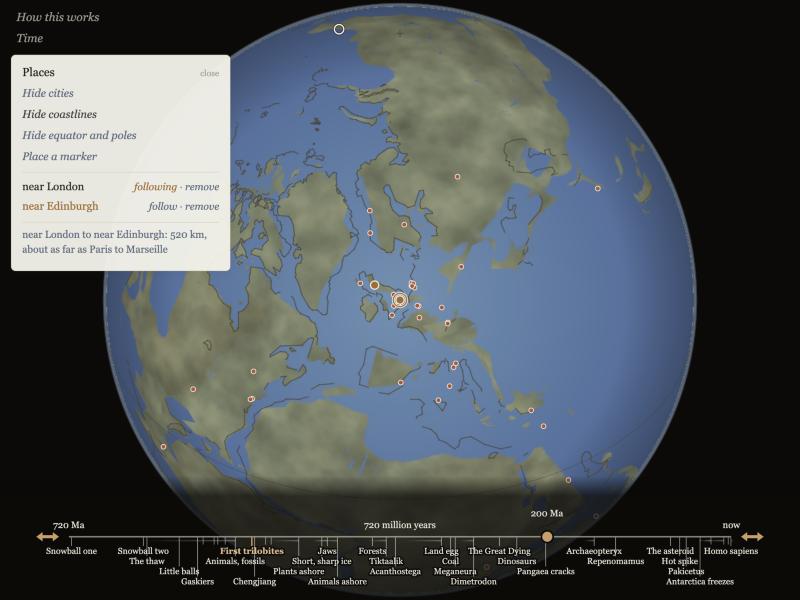 How this works
Time
Places close
Hide cities
Hide coastlines
Hide equator and poles
Place a marker
near London following · remove
near Edinburgh follow · remove
near London to near Edinburgh: 520 km,
about as far as Paris to Marseille
200 Ma
720 Ma 720 million years now
Snowball one Snowball two First trilobites Jaws Forests Land egg The Great Dying Archaeopteryx The asteroid Homo sapiens
The thaw Animals, fossils Short, sharp ice Tiktaalik Coal Dinosaurs Repenomamus Hot spike
Little balls Plants ashore Acanthostega Meganeura Pangaea cracks Pakicetus
Gaskiers Chengjiang Animals ashore Dimetrodon Antarctica freezes